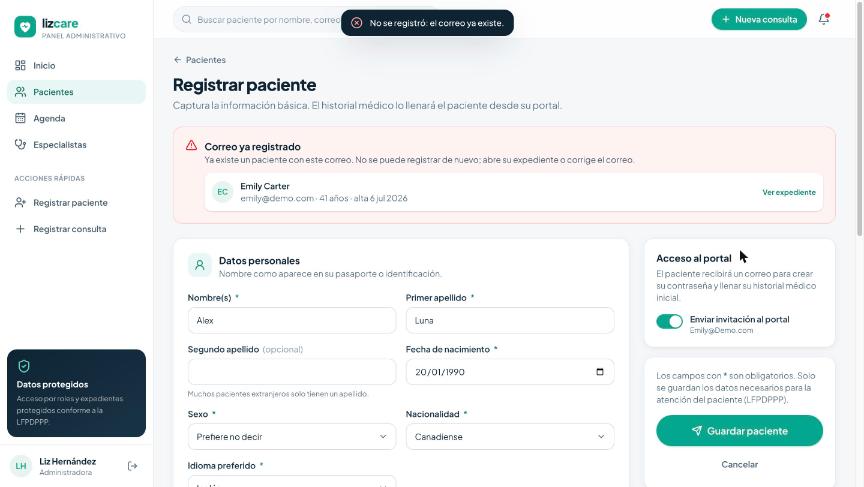 lizcare
PANEL ADMINISTRATIVO
Inicio
Pacientes
Agenda
Especialistas
ACCIONES RÁPIDAS
Registrar paciente
Registrar consulta
Datos protegidos
Acceso por roles y expedientes
protegidos conforme a la
LFPDPPP.
LH
Liz Hernández
Administradora
Buscar paciente por nombre, correo
No se registró: el correo ya existe.
Nueva consulta
Pacientes
Registrar paciente
Captura la información básica. El historial médico lo llenará el paciente desde su portal.
Correo ya registrado
Ya existe un paciente con este correo. No se puede registrar de nuevo; abre su expediente o corrige el correo.
EC
Emily Carter
emily@demo.com · 41 años · alta 6 jul 2026
Ver expediente
Datos personales
Nombre como aparece en su pasaporte o identificación.
Nombre(s) *
Primer apellido *
Alex
Luna
Segundo apellido (opcional)
Fecha de nacimiento *
20/01/1990
Muchos pacientes extranjeros solo tienen un apellido.
Sexo *
Nacionalidad *
Prefiere no decir
Canadiense
Idioma preferido *
Acceso al portal
El paciente recibirá un correo para crear
su contraseña y llenar su historial médico
inicial.
Enviar invitación al portal
Emily@Demo.com
Los campos con * son obligatorios. Solo
se guardan los datos necesarios para la
atención del paciente (LFPDPPP).
Guardar paciente
Cancelar